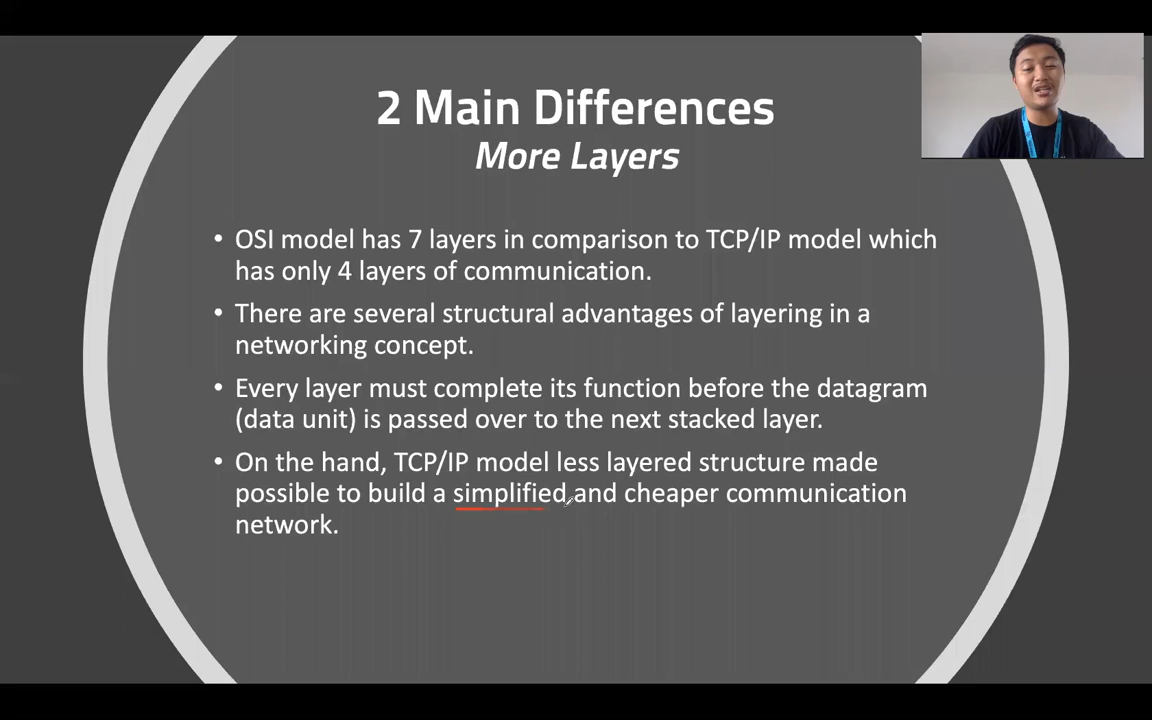 2 Main Differences
More Layers
• OSI model has 7 layers in comparison to TCP/IP model which
has only 4 layers of communication.
• There are several structural advantages of layering in a
networking concept.
• Every layer must complete its function before the datagram
(data unit) is passed over to the next stacked layer.
• On the hand, TCP/IP model less layered structure made
possible to build a simplified and cheaper communication
network.